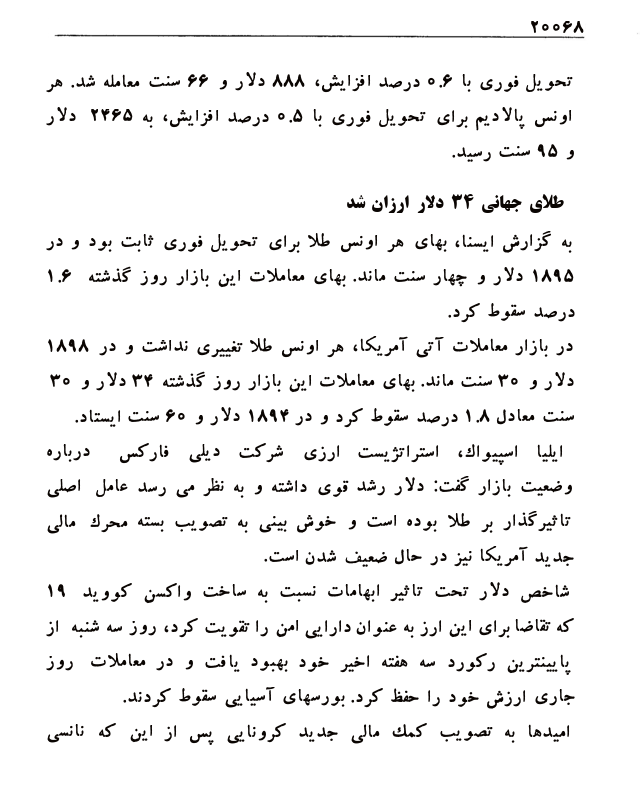 ۲۰۰۶۸
تحویل فوری با ۰.۶ درصد افزایش، ۸۸۸ دلار و ۶۶ سنت معامله شد. هر
اونس پالادیم برای تحویل فوری با ۰.۵ درصد افزایش، به ۲۴۶۵ دلار
و ۹۵ سنت رسید.
طلای جهانی ۳۴ دلار ارزان شد
به گزارش ایسنا، بهای هر اونس طلا برای تحویل فوری ثابت بود و در
۱۸۹۵ دلار و چهار سنت ماند. بهای معاملات این بازار روز گذشته ۱.۶
درصد سقوط کرد.
در بازار معاملات آتی آمریکا، هر اونس طلا تغییری نداشت و در ۱۸۹۸
دلار و ۳۰ سنت ماند. بهای معاملات این بازار روز گذشته ۳۴ دلار و ۳۰
سنت معادل ۱.۸ درصد سقوط کرد و در ۱۸۹۴ دلار و ۶۰ سنت ایستاد.
ایلیا اسپیواك، استراتژیست ارزی شرکت دیلی فارکس درباره
وضعیت بازار گفت: دلار رشد قوی داشته و به نظر می رسد عامل اصلی
تاثیرگذار بر طلا بوده است و خوش بینی به تصویب بسته محرك مالی
جدید آمریکا نیز در حال ضعیف شدن است.
شاخص دلار تحت تاثیر ابهامات نسبت به ساخت واکسن کووید ۱۹
که تقاضا برای این ارز به عنوان دارایی امن را تقویت کرد، روز سه شنبه از
پایینترین رکورد سه هفته اخیر خود بهبود یافت و در معاملات روز
جاری ارزش خود را حفظ کرد. بورسهای آسیایی سقوط کردند.
امیدها به تصویب کمك مالی جدید کرونایی پس از این که نانسی